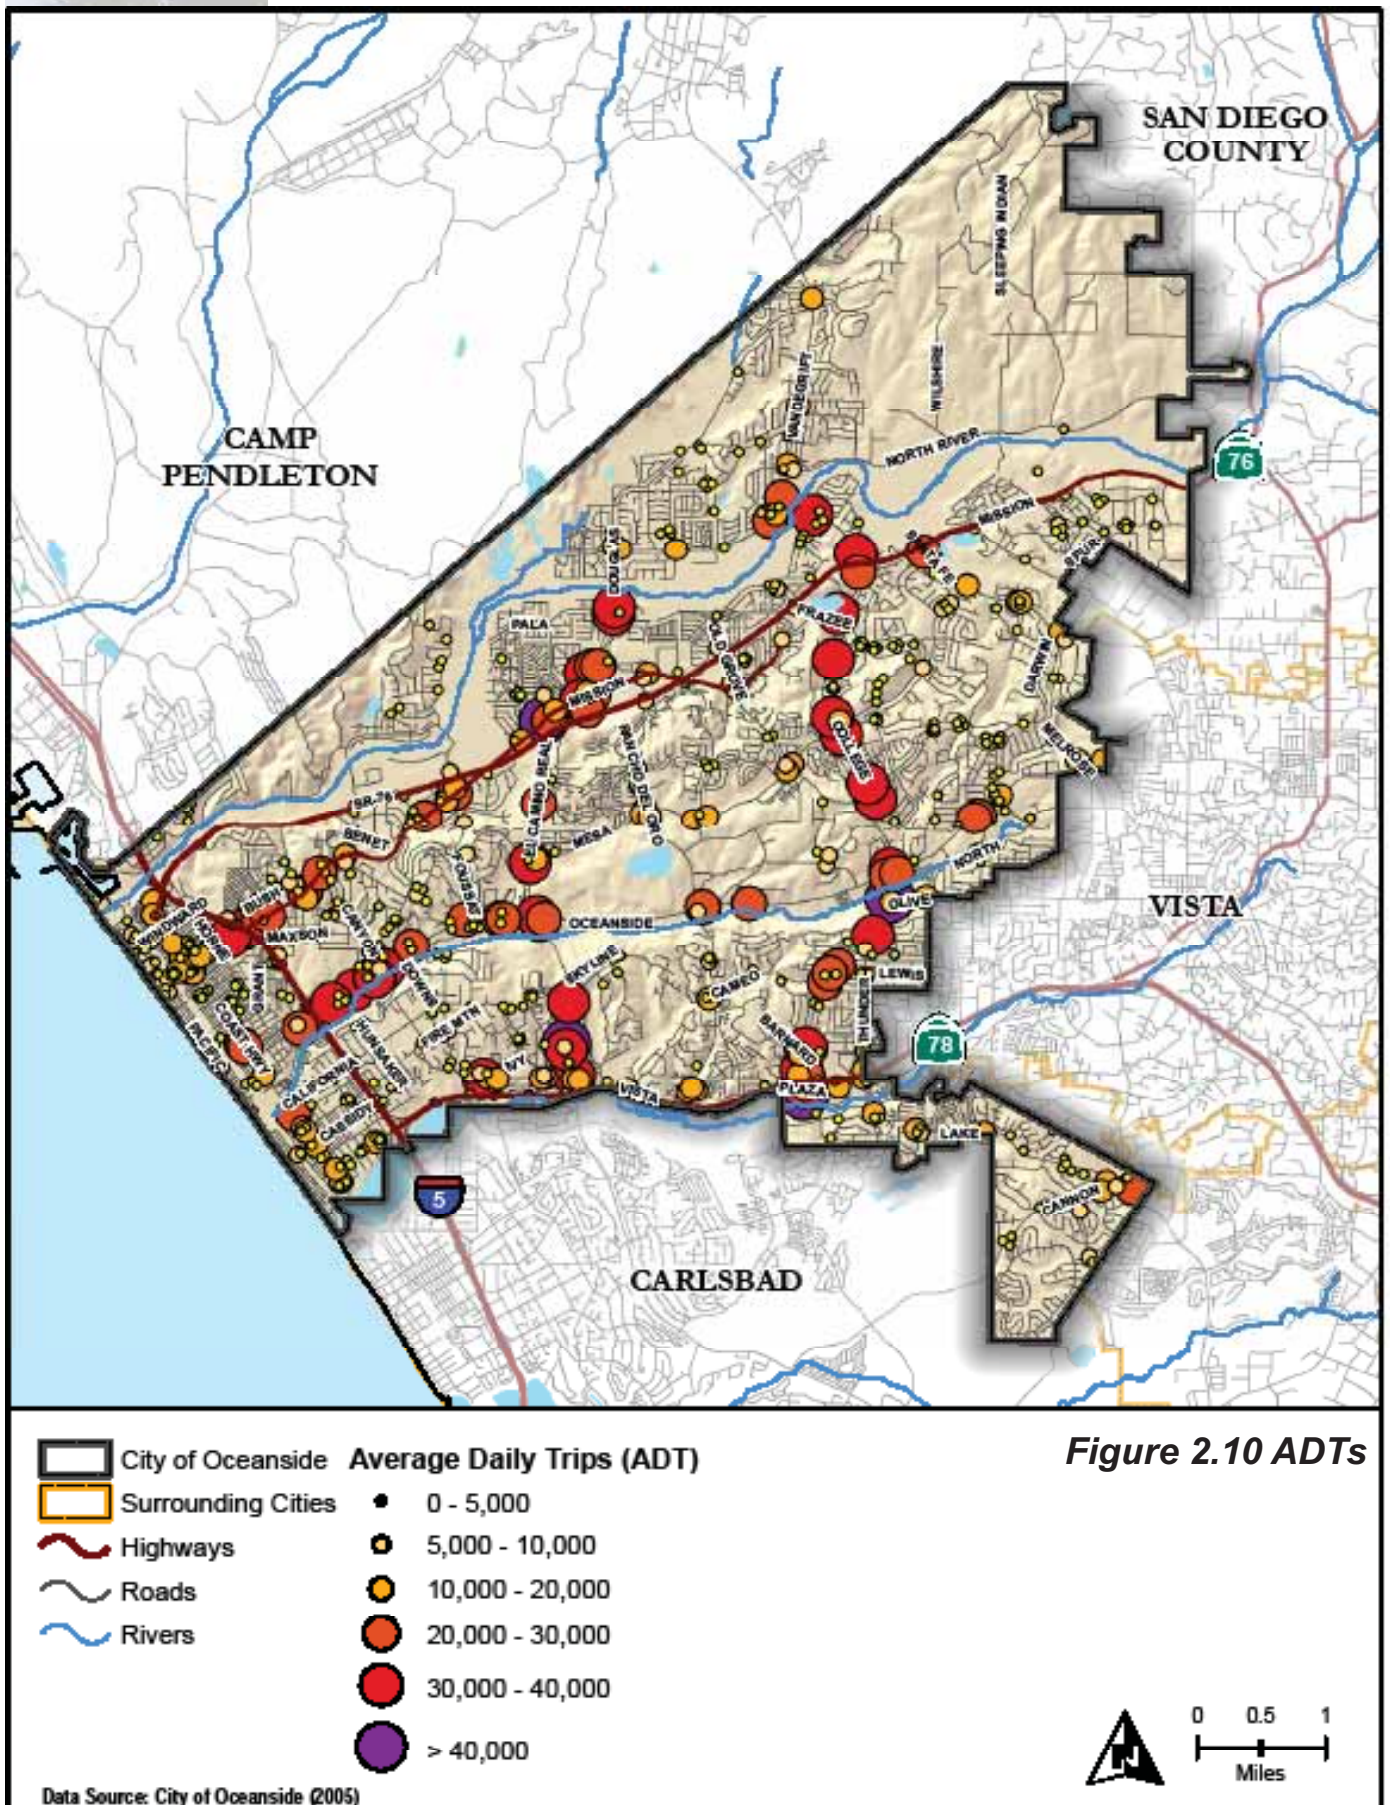 SAN DIEGO
COUNTY
SLEEPING INDIAN
VANDEGRIFT
WILSHIRE
CAMP
PENDLETON
NORTH RIVER
76
MISSION
DOUGLAS
SPUR
PALA
FRAZEE
OLD GROVE
DARWIN
MISSION
RANCHO DEL ORO
COLLEGE
MELROSE
EL CAMINO REAL
SR-76
BENET
MESA
FOUSSAT
NORTH
BUSH
OLIVE
VISTA
WINDWARD
HORNE
MAXSON
CANYON
OCEANSIDE
GRANT
DOWNS
SKYLINE
CAMEO
LEWIS
THUNDER
COAST HWY
PACIFIC
HUNSAKER
FIRE MTN
BARNARD
78
IVY
CALIFORNIA
VISTA
PLAZA
CASSIDY
LAKE
5
CANNON
CARLSBAD
Figure 2.10 ADTs
City of Oceanside
Surrounding Cities
Highways
Roads
Rivers
Average Daily Trips (ADT)
0 - 5,000
5,000 - 10,000
10,000 - 20,000
20,000 - 30,000
30,000 - 40,000
> 40,000
N
0 0.5 1
Miles
Data Source: City of Oceanside (2005)